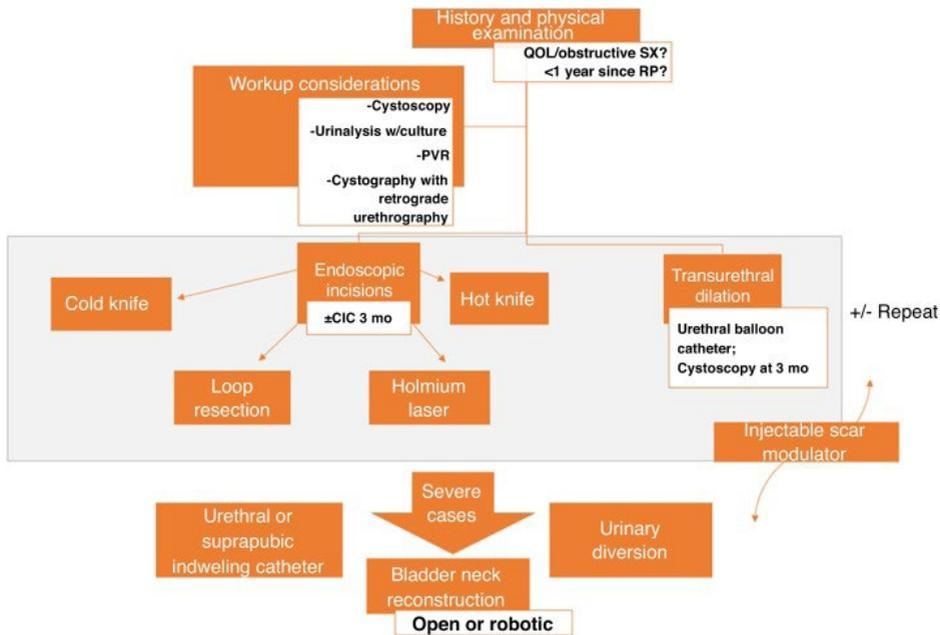 History and physical
examination
QOL/obstructive SX?
<1 year since RP?
Workup considerations
-Cystoscopy
-Urinalysis w/culture
-PVR
-Cystography with
retrograde
urethrography
Endoscopic
incisions
±CIC 3 mo
Cold knife
Hot knife
Loop
resection
Holmium
laser
Transurethral
dilation
Urethral balloon
catheter;
Cystoscopy at 3 mo
+/- Repeat
Injectable scar
modulator
Severe
cases
Urethral or
suprapubic
indweling catheter
Urinary
diversion
Bladder neck
reconstruction
Open or robotic